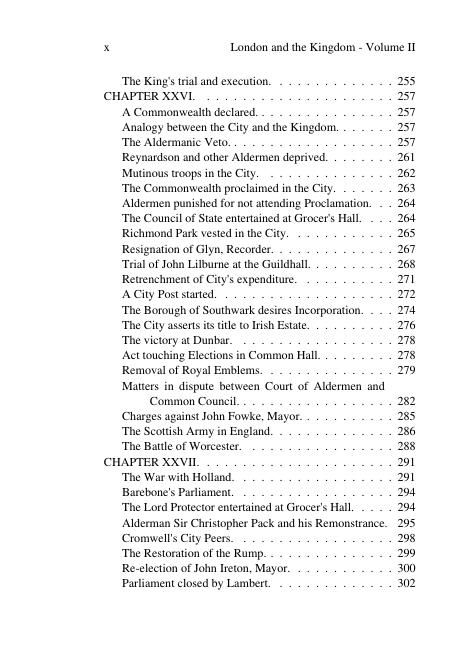 x London and the Kingdom - Volume II
The King's trial and execution. . . . . . . . . . . . . . 255
CHAPTER XXVI. . . . . . . . . . . . . . . . . . . . . 257
A Commonwealth declared. . . . . . . . . . . . . . . 257
Analogy between the City and the Kingdom. . . . . . 257
The Aldermanic Veto. . . . . . . . . . . . . . . . . . 257
Reynardson and other Aldermen deprived. . . . . . . 261
Mutinous troops in the City. . . . . . . . . . . . . . . 262
The Commonwealth proclaimed in the City. . . . . . . 263
Aldermen punished for not attending Proclamation. . . . 264
The Council of State entertained at Grocer's Hall. . . . 264
Richmond Park vested in the City. . . . . . . . . . . . 265
Resignation of Glyn, Recorder. . . . . . . . . . . . . . 267
Trial of John Lilburne at the Guildhall. . . . . . . . . . 268
Retrenchment of City's expenditure. . . . . . . . . . . 271
A City Post started. . . . . . . . . . . . . . . . . . . 272
The Borough of Southwark desires Incorporation. . . . . 274
The City asserts its title to Irish Estate. . . . . . . . . . 276
The victory at Dunbar. . . . . . . . . . . . . . . . . . 278
Act touching Elections in Common Hall. . . . . . . . . 278
Removal of Royal Emblems. . . . . . . . . . . . . . . 279
Matters in dispute between Court of Aldermen and
Common Council. . . . . . . . . . . . . . . . . 282
Charges against John Fowke, Mayor. . . . . . . . . . . 285
The Scottish Army in England. . . . . . . . . . . . . . 286
The Battle of Worcester. . . . . . . . . . . . . . . . . 288
CHAPTER XXVII. . . . . . . . . . . . . . . . . . . . . 291
The War with Holland. . . . . . . . . . . . . . . . . . 291
Barebone's Parliament. . . . . . . . . . . . . . . . . . 294
The Lord Protector entertained at Grocer's Hall. . . . . 294
Alderman Sir Christopher Pack and his Remonstrance. 295
Cromwell's City Peers. . . . . . . . . . . . . . . . . . 298
The Restoration of the Rump. . . . . . . . . . . . . . . 299
Re-election of John Ireton, Mayor. . . . . . . . . . . . 300
Parliament closed by Lambert. . . . . . . . . . . . . . 302